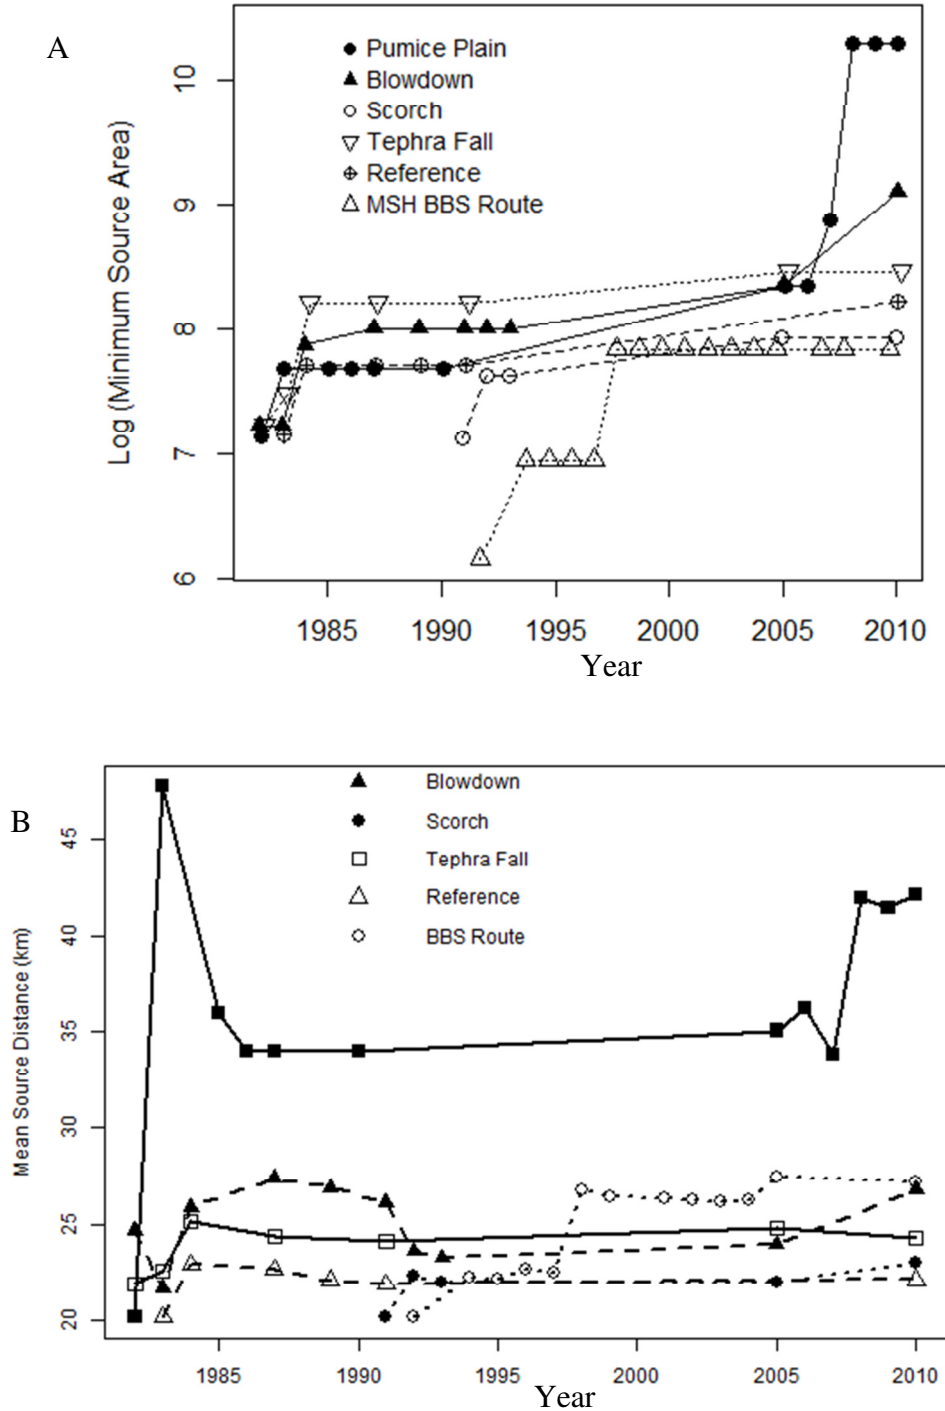 A
Pumice Plain
Blowdown
Scorch
Tephra Fall
Reference
MSH BBS Route
Log (Minimum Source Area)
10
9
8
7
6
1985 1990 1995 2000 2005 2010
Year
B
Blowdown
Scorch
Tephra Fall
Reference
BBS Route
Mean Source Distance (km)
45
40
35
30
25
20
1985 1990 1995 2000 2005 2010
Year